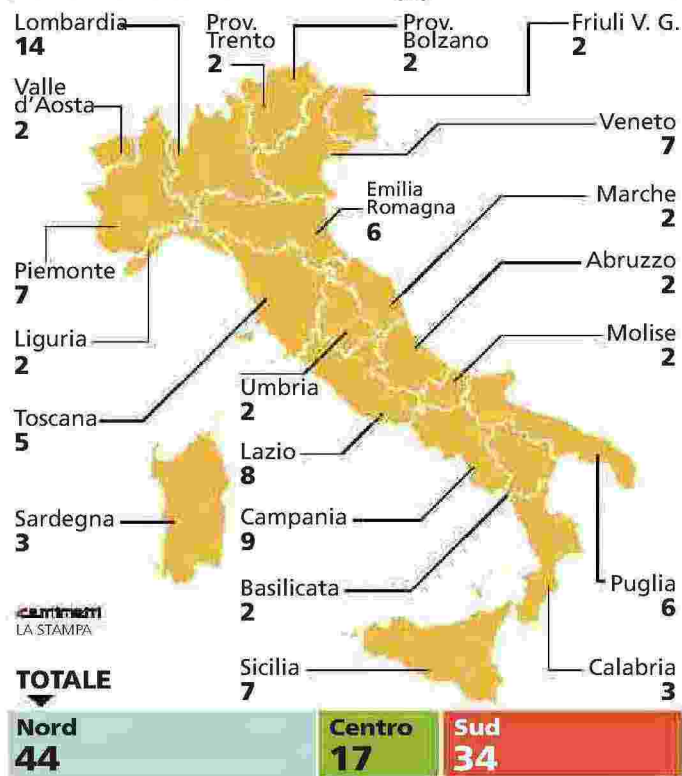 Lombardia
14
Prov.
Trento
2
Prov.
Bolzano
2
Friuli V. G.
2
Valle
d'Aosta
2
Veneto
7
Emilia
Romagna
6
Marche
2
Piemonte
7
Abruzzo
2
Liguria
2
Molise
2
Umbria
2
Toscana
5
Lazio
8
Sardegna
3
Campania
9
Basilicata
2
Puglia
6
LA STAMPA
Sicilia
7
Calabria
3
TOTALE
Nord
44
Centro
17
Sud
34